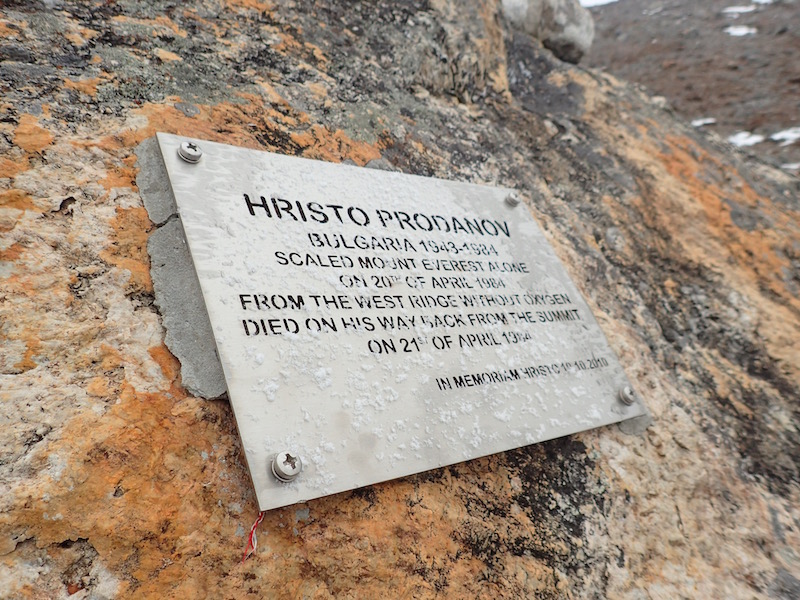 HRISTO PRODANOV
BULGARIA 1943-1984
SCALED MOUNT EVEREST ALONE
ON 20TH OF APRIL 1984
FROM THE WEST RIDGE WITHOUT OXYGEN
DIED ON HIS WAY BACK FROM THE SUMMIT
ON 21ST OF APRIL 1984
IN MEMORIAM HRISTO 10.10.2010